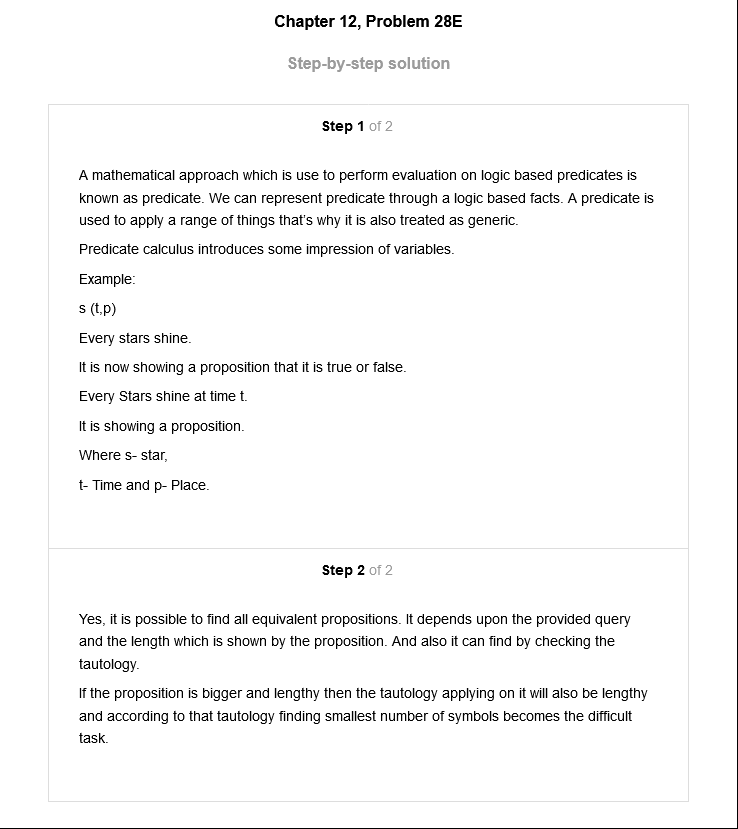 Chapter 12, Problem 28E
Step-by-step solution
Step 1 of 2
A mathematical approach which is use to perform evaluation on logic based predicates is
known as predicate. We can represent predicate through a logic based facts. A predicate is
used to apply a range of things that's why it is also treated as generic.
Predicate calculus introduces some impression of variables.
Example:
s (t,p)
Every stars shine.
It is now showing a proposition that it is true or false.
Every Stars shine at time t.
It is showing a proposition.
Where s- star,
t- Time and p- Place.
Step 2 of 2
Yes, it is possible to find all equivalent propositions. It depends upon the provided query
and the length which is shown by the proposition. And also it can find by checking the
tautology.
If the proposition is bigger and lengthy then the tautology applying on it will also be lengthy
and according to that tautology finding smallest number of symbols becomes the difficult
task.